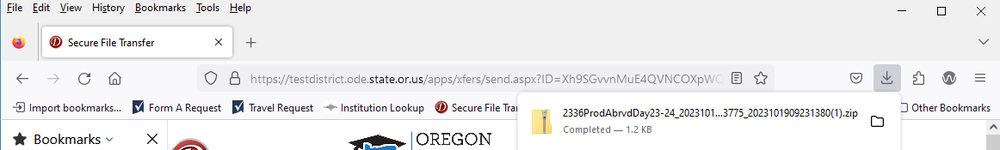 File Edit View History Bookmarks Tools Help
Secure File Transfer
https://testdistrict.ode.state.or.us/apps/xfers/send.aspx?ID=Xh9SGvvnMuE4QVNCOXpWC
Import bookmarks... Form A Request Travel Request Institution Lookup Secure File Tran Other Bookmarks
2336ProdAbrvdDay23-24_2023101...3775_2023101909231380(1).zip
Completed — 1.2 KB
Bookmarks
OREGON